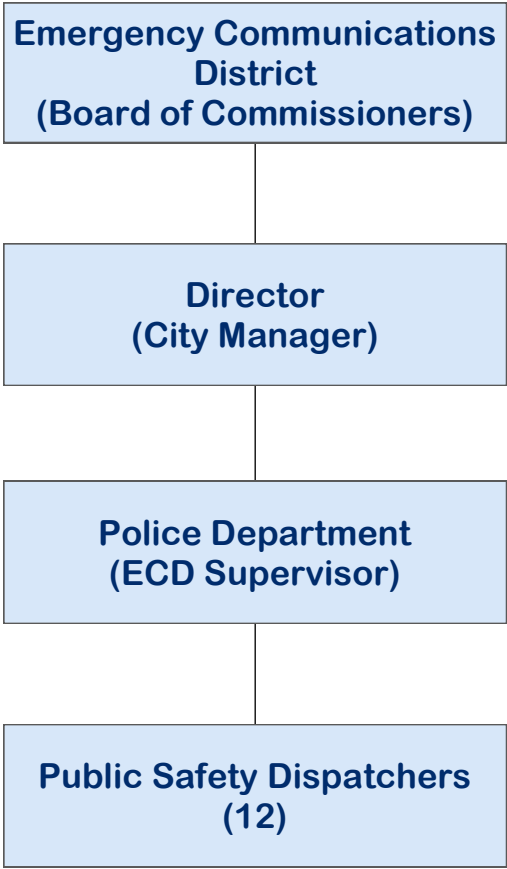 Emergency Communications
District
(Board of Commissioners)
Director
(City Manager)
Police Department
(ECD Supervisor)
Public Safety Dispatchers
(12)